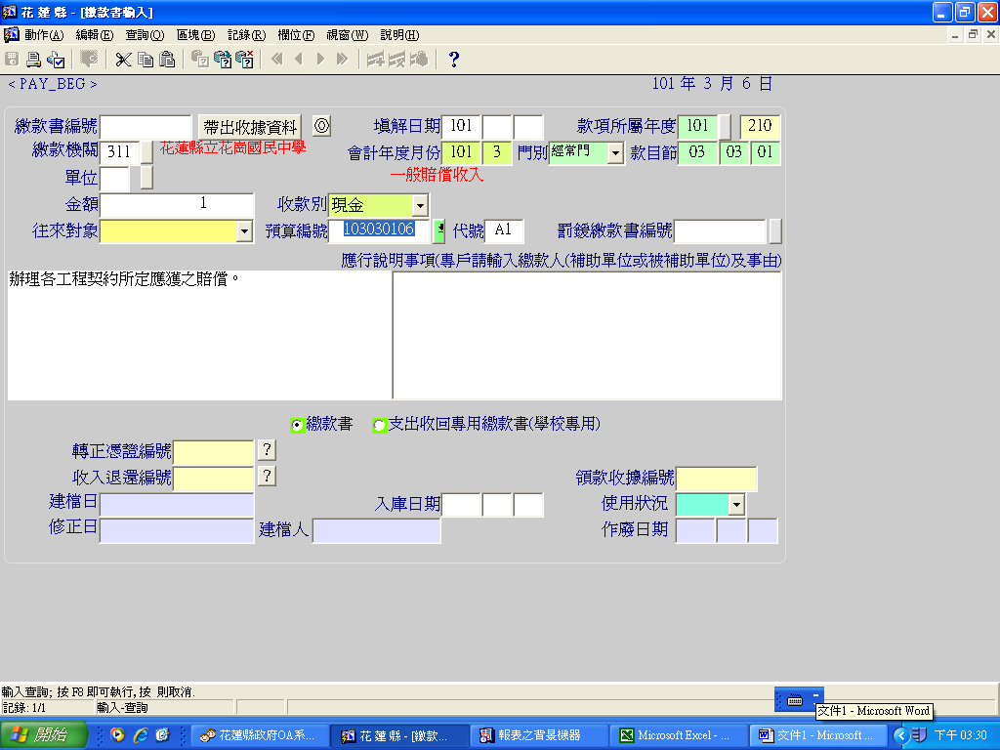 花 蓮 縣 - [繳款書輸入]
動作(A) 編輯(E) 查詢(Q) 區塊(B) 記錄(R) 欄位(F) 視窗(W) 說明(H)
< PAY_BEG > 101 年 3 月 6 日
繳款書編號 帶出收據資料 ◎ 填解日期 101 款項所屬年度 101 210
繳款機關 311 花蓮縣立花崗國民中學 會計年度月份 101 3 門別 經常門 款目節 03 03 01
單位 一般賠償收入
金額 1 收款別 現金
往來對象 預算編號 103030106 代號 A1 罰鍰繳款書編號
應行說明事項(專戶請輸入繳款人(補助單位或被補助單位)及事由)
辦理各工程契約所定應獲之賠償。
繳款書 支出收回專用繳款書(學校專用)
轉正憑證編號 ?
收入退還編號 ? 領款收據編號
建檔日 入庫日期 使用狀況
修正日 建檔人 作廢日期
輸入查詢; 按 F8 即可執行,按 則取消.
記錄: 1/1 輸入-查詢
文件1 - Microsoft Word
開始 花蓮縣政府OA系... 花 蓮 縣 - [繳款... 報表之背景機器 Microsoft Excel - ... 文件1 - Microsoft ... 下午 03:30